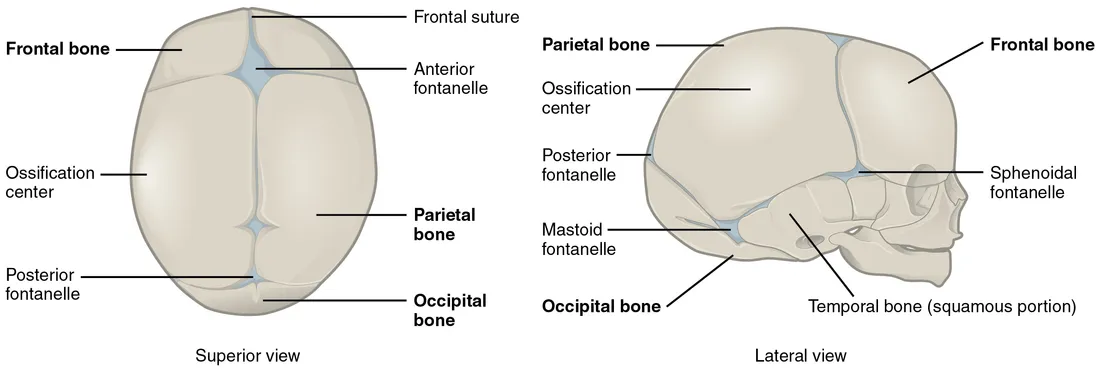 Frontal suture
Frontal bone
Anterior
fontanelle
Ossification
center
Parietal
bone
Posterior
fontanelle
Occipital
bone
Superior view
Parietal bone
Frontal bone
Ossification
center
Posterior
fontanelle
Sphenoidal
fontanelle
Mastoid
fontanelle
Occipital bone
Temporal bone (squamous portion)
Lateral view